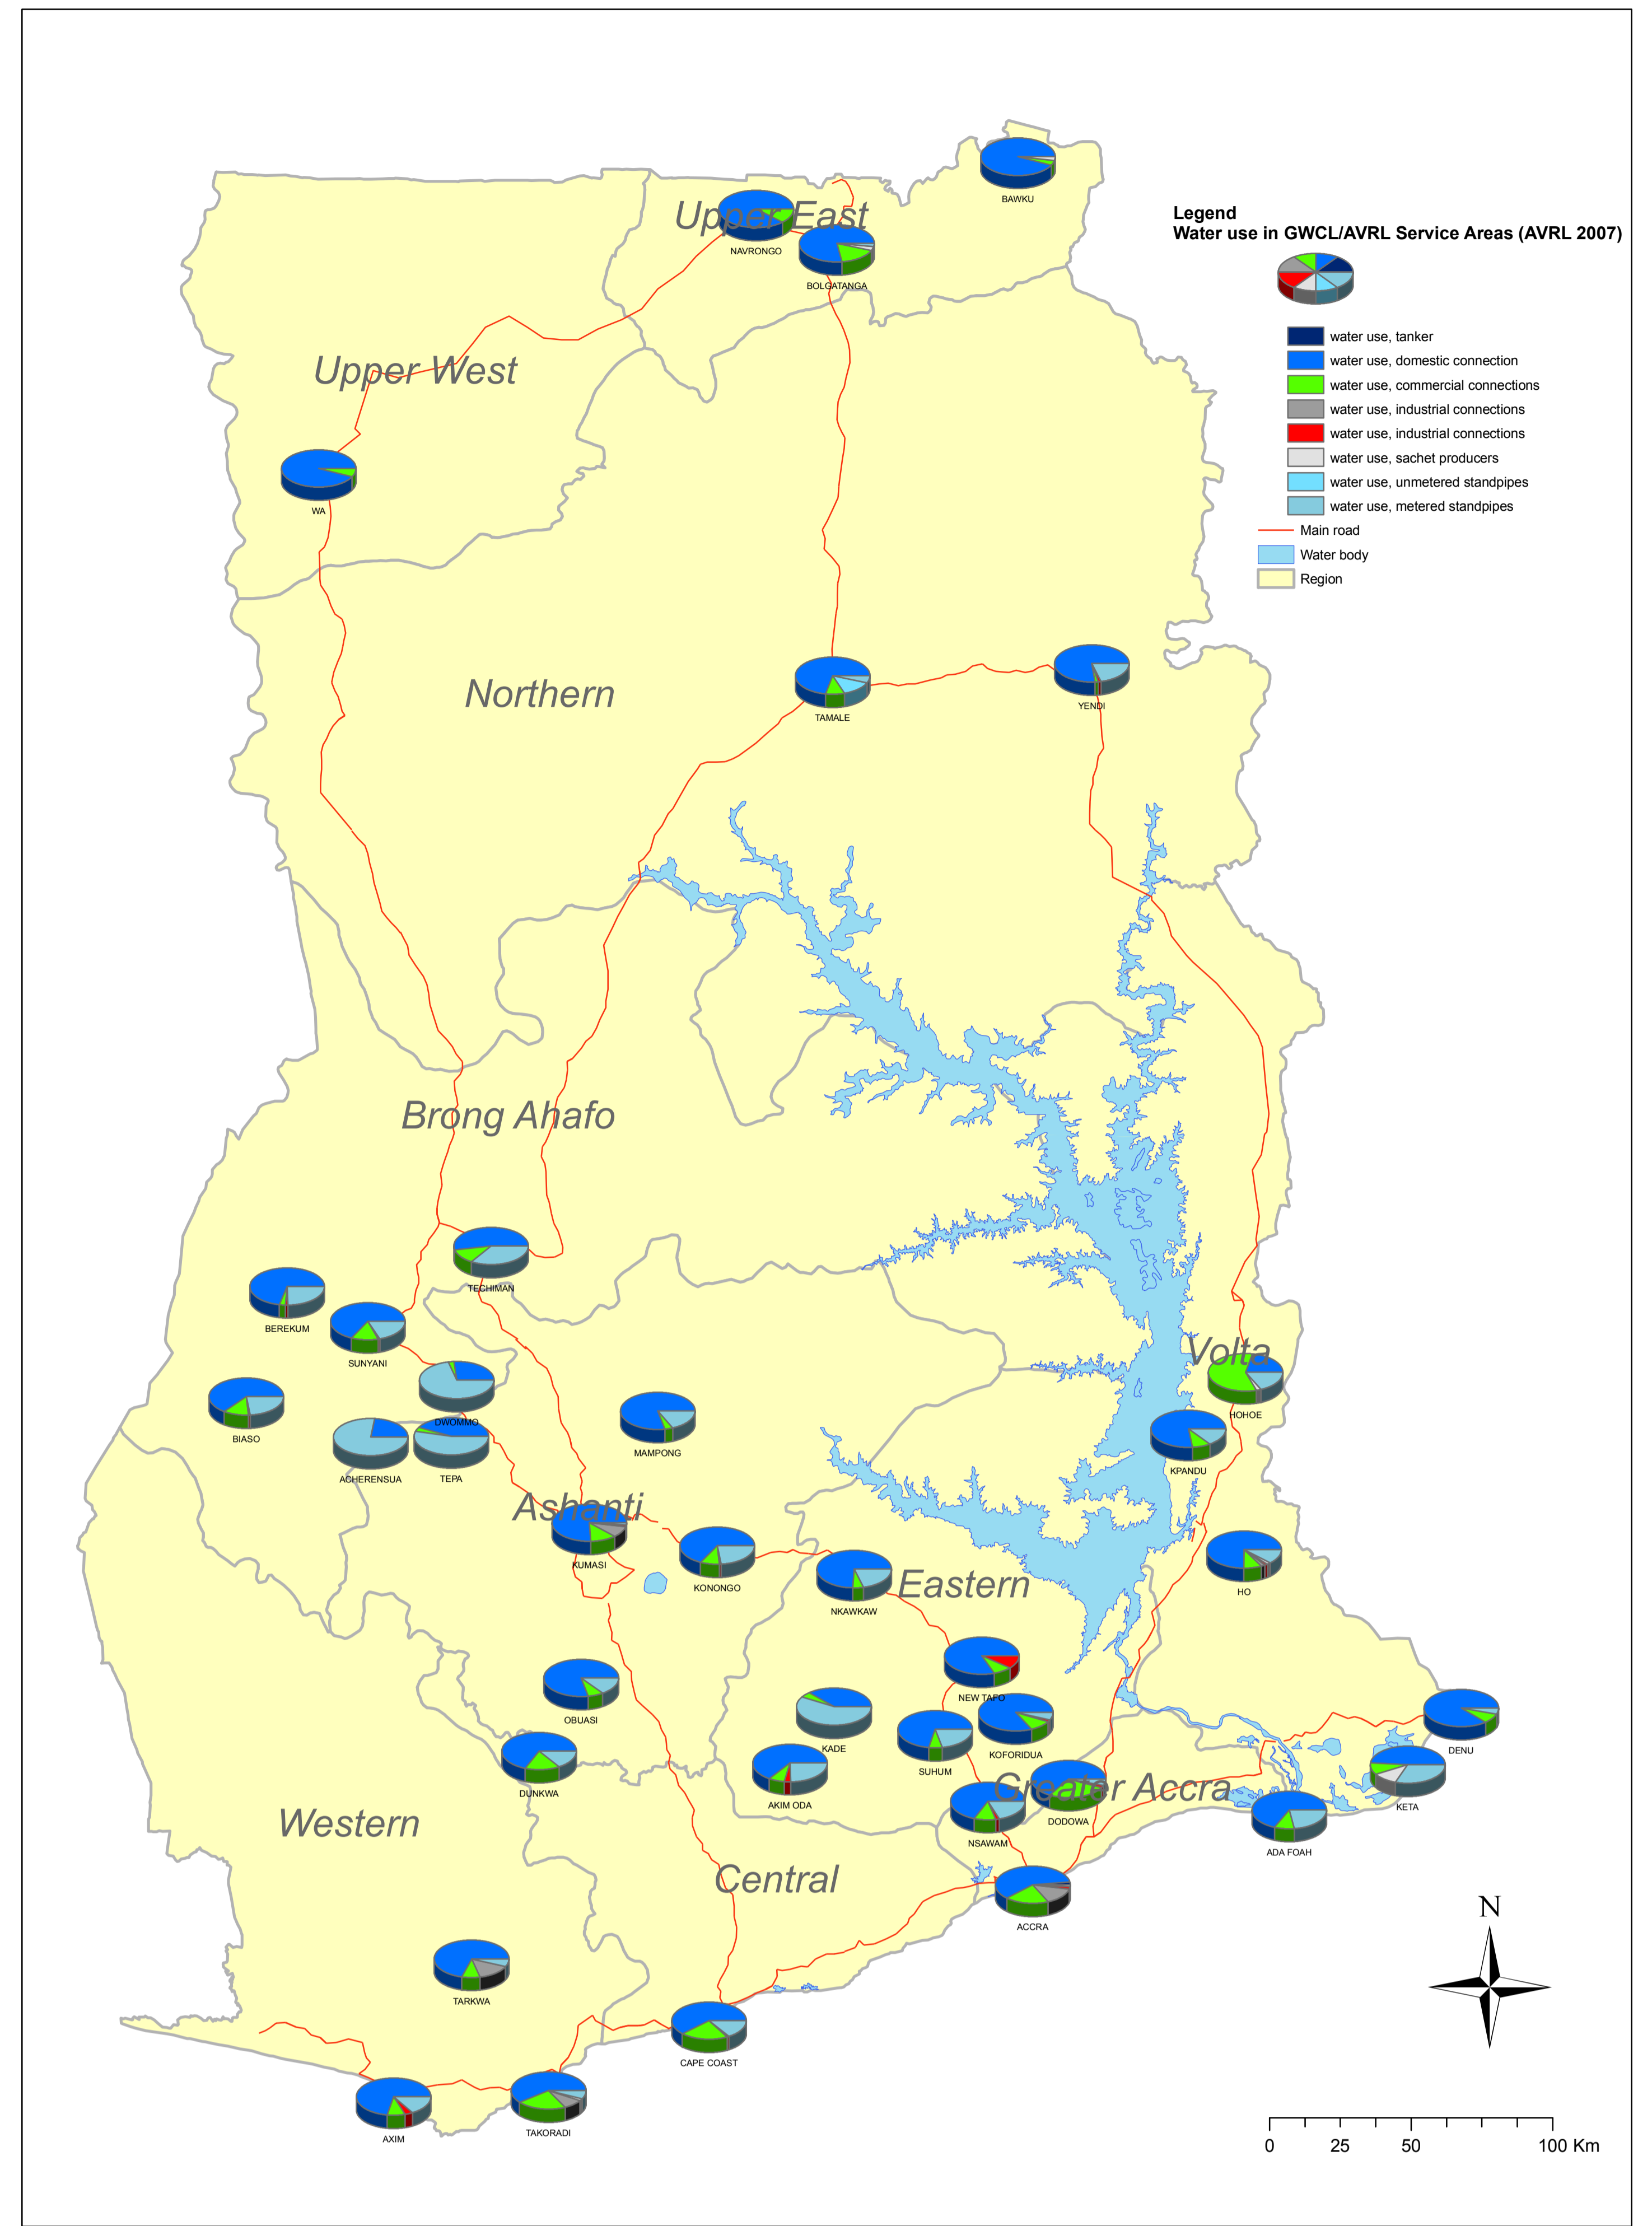 BAWKU
Upper East
NAVRONGO
BOLGATANGA
Legend
Water use in GWCL/AVRL Service Areas (AVRL 2007)
water use, tanker
water use, domestic connection
water use, commercial connections
water use, industrial connections
water use, industrial connections
water use, sachet producers
water use, unmetered standpipes
water use, metered standpipes
Main road
Water body
Region
Upper West
WA
Northern
TAMALE
YENDI
Brong Ahafo
TECHIMAN
BEREKUM
SUNYANI
Volta
HOHOE
DWOMMO
BIASO
MAMPONG
ACHERENSUA
TEPA
KPANDU
Ashanti
KUMASI
KONONGO
NKAWKAW
Eastern
HO
NEW TAFO
OBUASI
KADE
KOFORIDUA
SUHUM
DENU
DUNKWA
AKIM ODA
Greater Accra
KETA
DODOWA
NSAWAM
ADA FOAH
Western
Central
ACCRA
N
TARKWA
CAPE COAST
AXIM
TAKORADI
0 25 50 100 Km